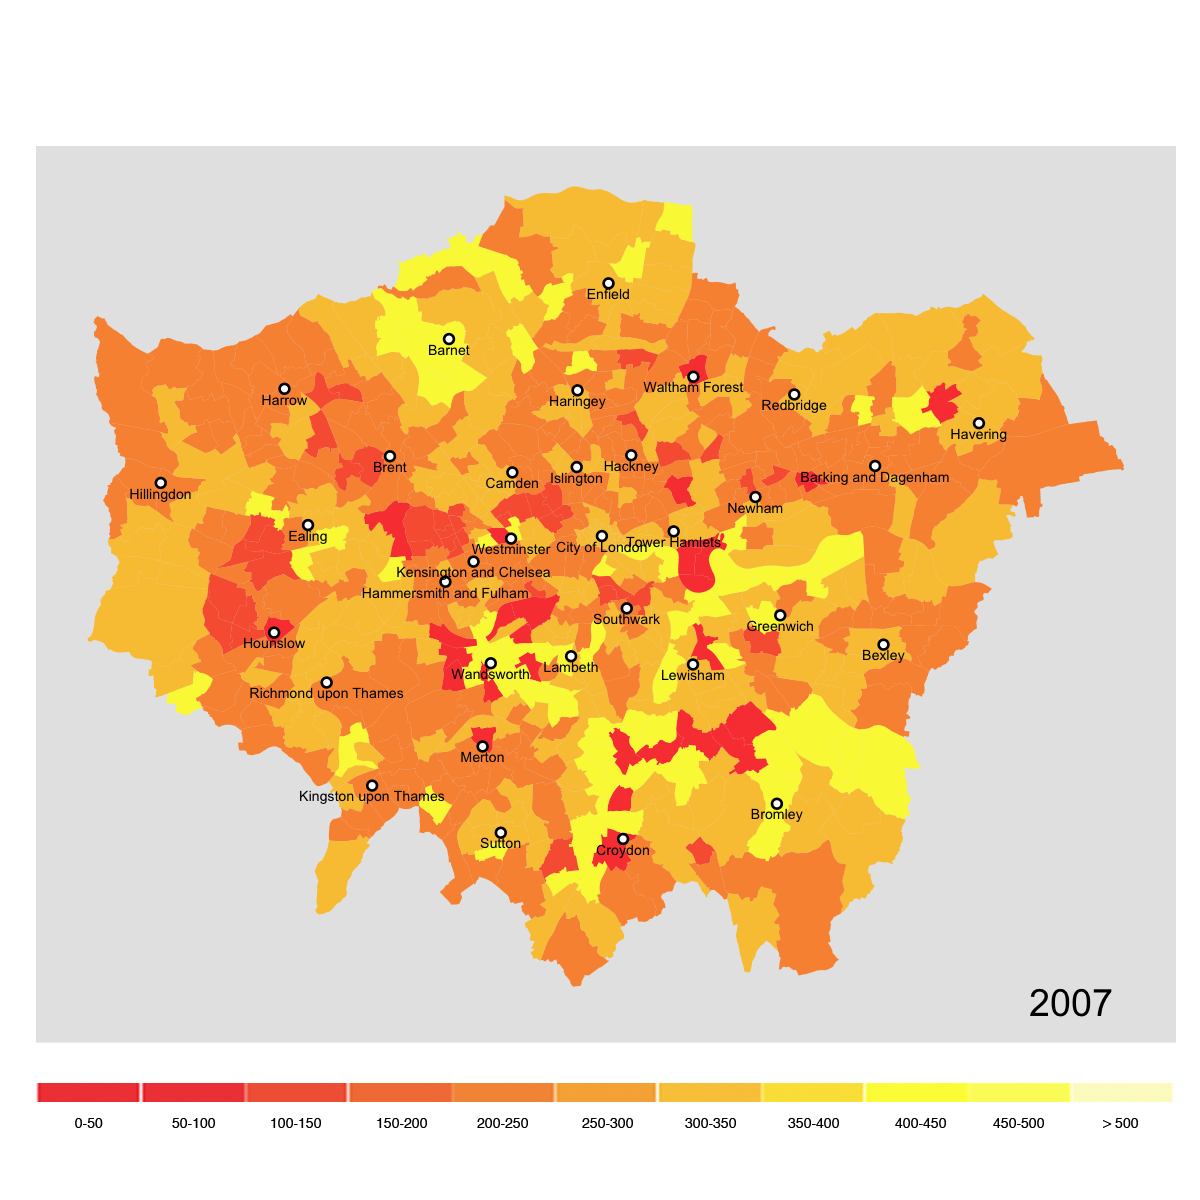 Enfield
Barnet
Waltham Forest
Harrow
Haringey
Redbridge
Havering
Brent
Hackney
Islington
Barking and Dagenham
Camden
Hillingdon
Newham
Ealing
Tower Hamlets
Westminster
City of London
Kensington and Chelsea
Hammersmith and Fulham
Southwark
Greenwich
Hounslow
Bexley
Lambeth
Wandsworth
Lewisham
Richmond upon Thames
Merton
Kingston upon Thames
Bromley
Sutton
Croydon
2007
0-50 50-100 100-150 150-200 200-250 250-300 300-350 350-400 400-450 450-500 > 500